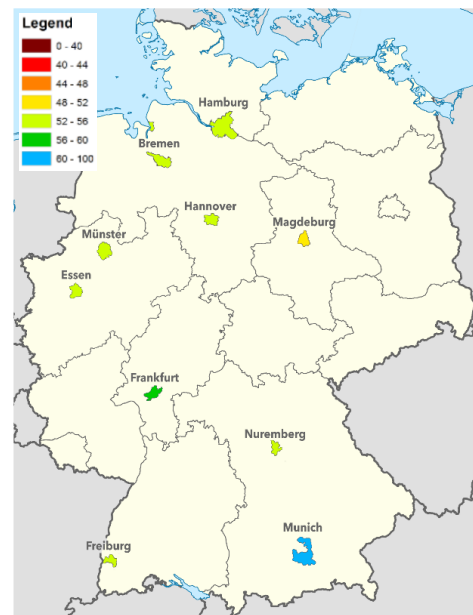 Legend
0 - 40
40 - 44
44 - 48
48 - 52
52 - 56
56 - 60
60 - 100
Hamburg
Bremen
Hannover
Magdeburg
Münster
Essen
Frankfurt
Nuremberg
Munich
Freiburg